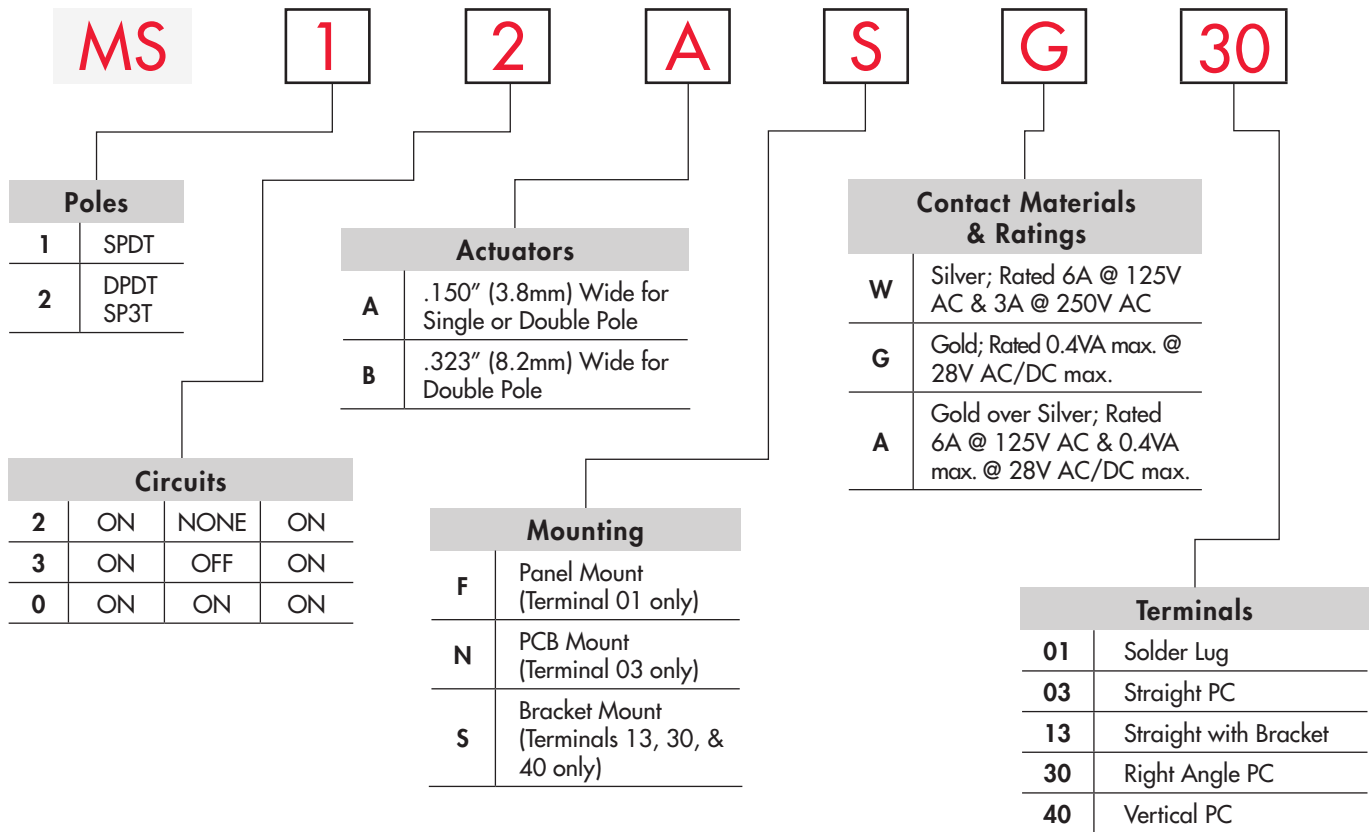 MS 1 2 A S G 30
Poles
1 SPDT
2 DPDT
SP3T
Circuits
2 ON NONE ON
3 ON OFF ON
0 ON ON ON
Actuators
A .150” (3.8mm) Wide for
Single or Double Pole
B .323” (8.2mm) Wide for
Double Pole
Mounting
F Panel Mount
(Terminal 01 only)
N PCB Mount
(Terminal 03 only)
S Bracket Mount
(Terminals 13, 30, &
40 only)
Contact Materials
& Ratings
W Silver; Rated 6A @ 125V
AC & 3A @ 250V AC
G Gold; Rated 0.4VA max. @
28V AC/DC max.
A Gold over Silver; Rated
6A @ 125V AC & 0.4VA
max. @ 28V AC/DC max.
Terminals
01 Solder Lug
03 Straight PC
13 Straight with Bracket
30 Right Angle PC
40 Vertical PC